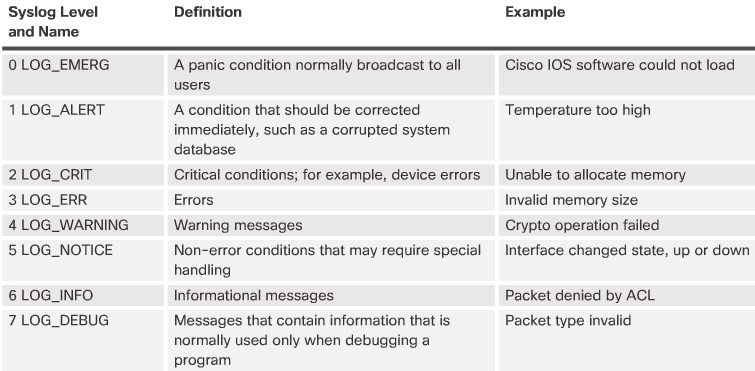 Syslog Level and Name Definition Example
0 LOG_EMERG A panic condition normally broadcast to all users Cisco IOS software could not load
1 LOG_ALERT A condition that should be corrected immediately, such as a corrupted system database Temperature too high
2 LOG_CRIT Critical conditions; for example, device errors Unable to allocate memory
3 LOG_ERR Errors Invalid memory size
4 LOG_WARNING Warning messages Crypto operation failed
5 LOG_NOTICE Non-error conditions that may require special handling Interface changed state, up or down
6 LOG_INFO Informational messages Packet denied by ACL
7 LOG_DEBUG Messages that contain information that is normally used only when debugging a program Packet type invalid